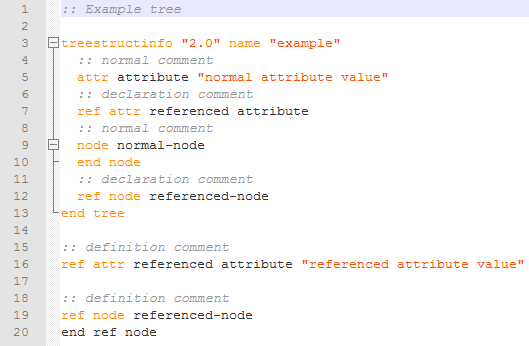 1 :: Example tree
2
3 treestructinfo "2.0" name "example"
4 :: normal comment
5 attr attribute "normal attribute value"
6 :: declaration comment
7 ref attr referenced attribute
8 :: normal comment
9 node normal-node
10 end node
11 :: declaration comment
12 ref node referenced-node
13 end tree
14
15 :: definition comment
16 ref attr referenced attribute "referenced attribute value"
17
18 :: definition comment
19 ref node referenced-node
20 end ref node